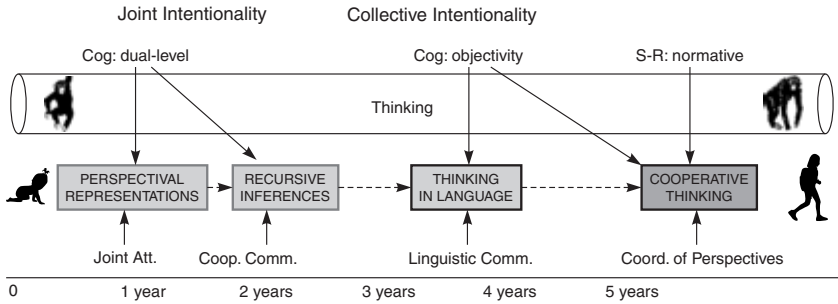 Joint Intentionality
Collective Intentionality
Cog: dual-level
Cog: objectivity
S-R: normative
Thinking
PERSPECTIVAL
REPRESENTATIONS
RECURSIVE
INFERENCES
THINKING
IN LANGUAGE
COOPERATIVE
THINKING
Joint Att.
Coop. Comm.
Linguistic Comm.
Coord. of Perspectives
0
1 year
2 years
3 years
4 years
5 years